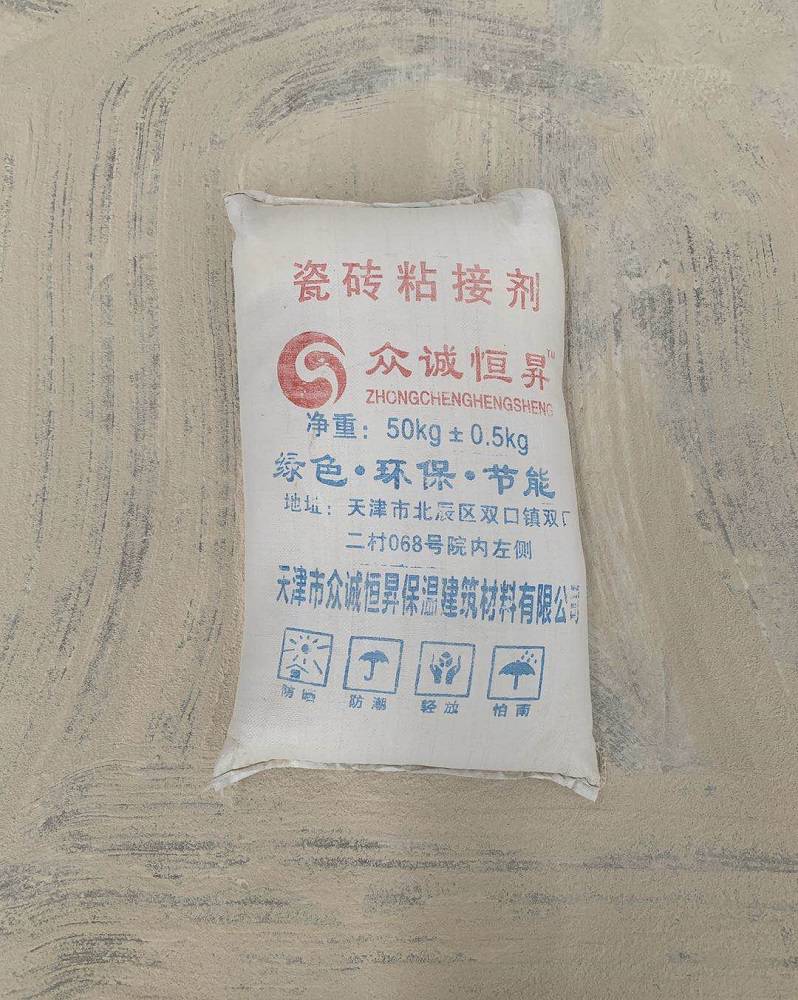 瓷砖粘接剂
众诚恒昇™
ZHONGCHENGHENGSHENG
净重：50kg±0.5kg
绿色·环保·节能
地址：天津市北辰区双口镇双口
二村068号院内左侧
天津市众诚恒昇保温建筑材料有限公司
防晒 防潮 轻放 怕雨